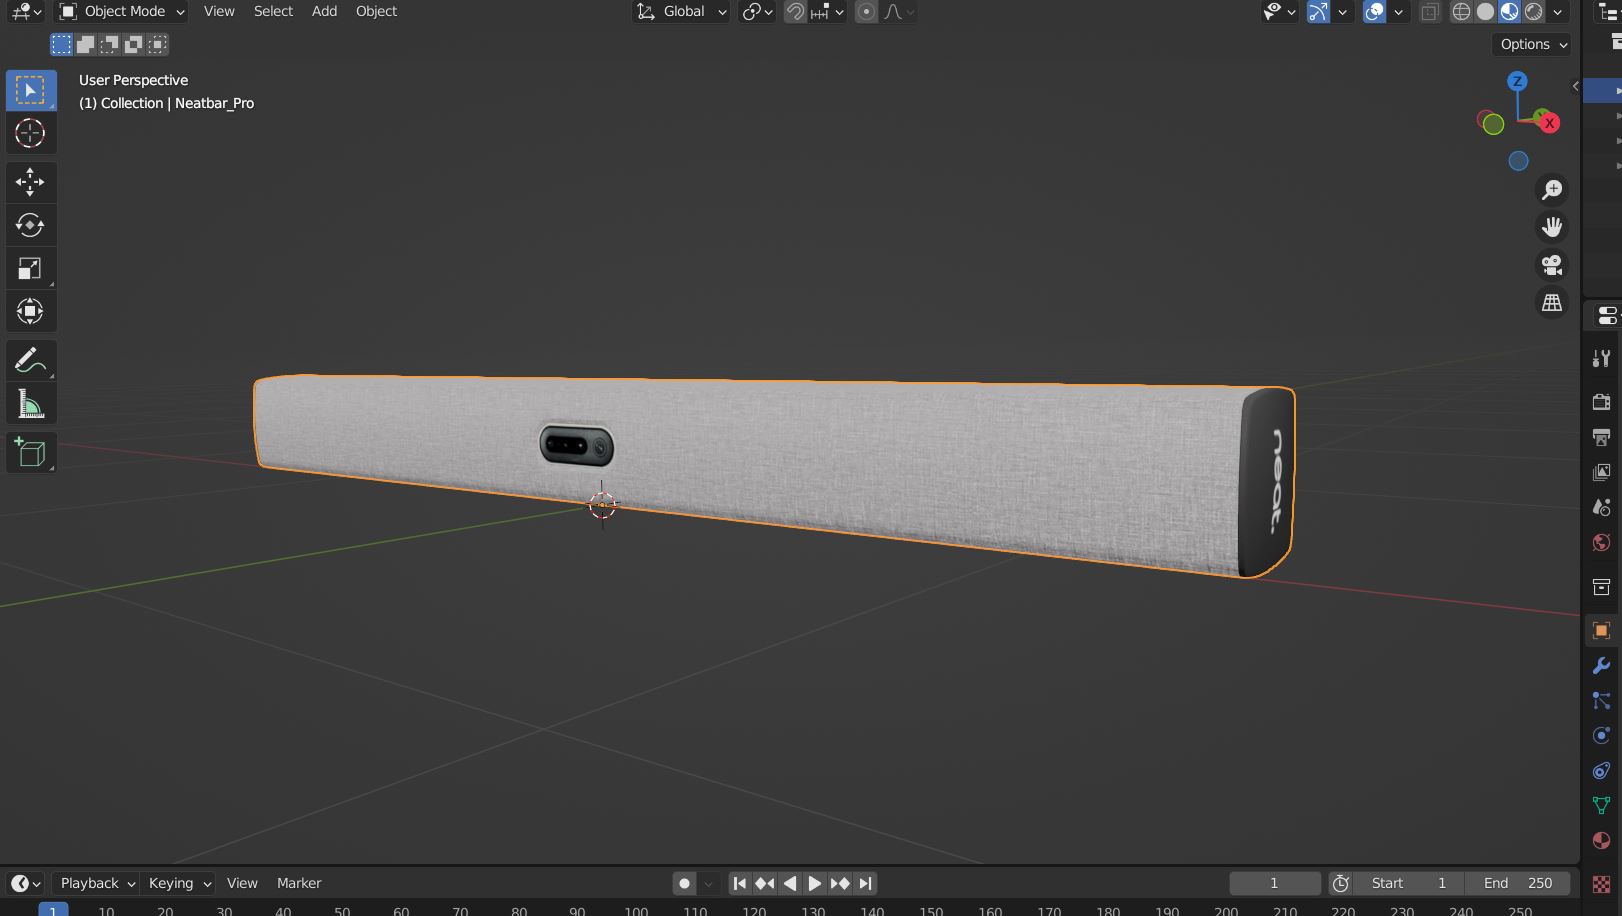 Object Mode View Select Add Object Global
Options
User Perspective
(1) Collection | Neatbar_Pro
Z
Y
X
neat.
Playback Keying View Marker 1 Start 1 End 250
1 10 20 30 40 50 60 70 80 90 100 110 120 130 140 150 160 170 180 190 200 210 220 230 240 250